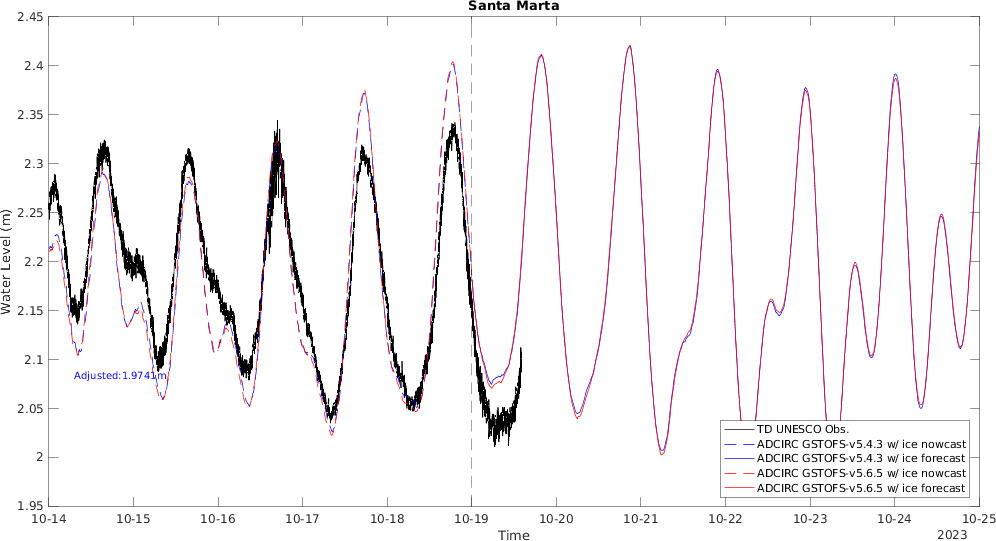 Santa Marta
2.45
2.4
2.35
2.3
2.25
2.2
2.15
2.1
2.05
2
1.95
Water Level (m)
Adjusted:1.9741m
TD UNESCO Obs.
ADCIRC GSTOFS-v5.4.3 w/ ice nowcast
ADCIRC GSTOFS-v5.4.3 w/ ice forecast
ADCIRC GSTOFS-v5.6.5 w/ ice nowcast
ADCIRC GSTOFS-v5.6.5 w/ ice forecast
10-14 10-15 10-16 10-17 10-18 10-19 10-20 10-21 10-22 10-23 10-24 10-25
Time
2023